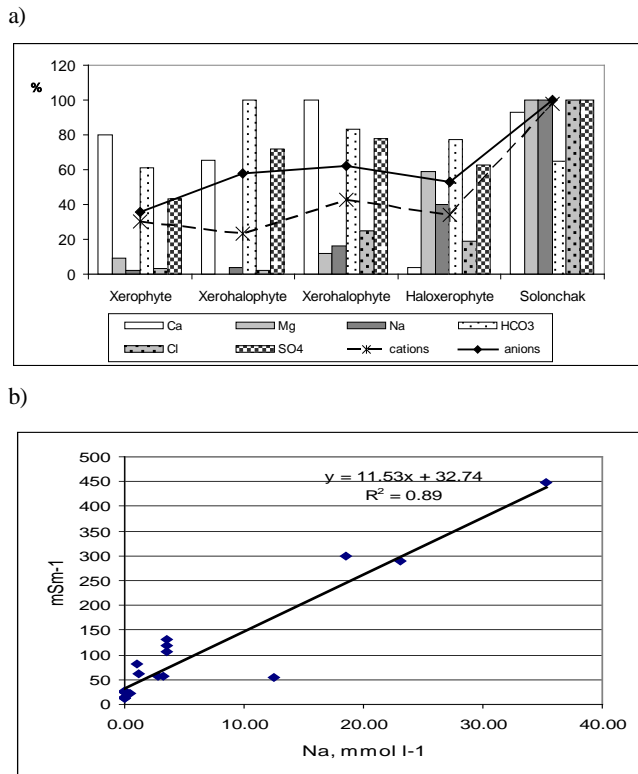 a)
120
%
100
80
60
40
20
0
Xerophyte Xerohalophyte Xerohalophyte Haloxerophyte Solonchak
Ca Mg Na HCO3
Cl SO4 cations anions
b)
500
y = 11.53x + 32.74
450
R² = 0.89
400
350
300
mSm-1
250
200
150
100
50
0
0.00 10.00 20.00 30.00 40.00
Na, mmol l-1